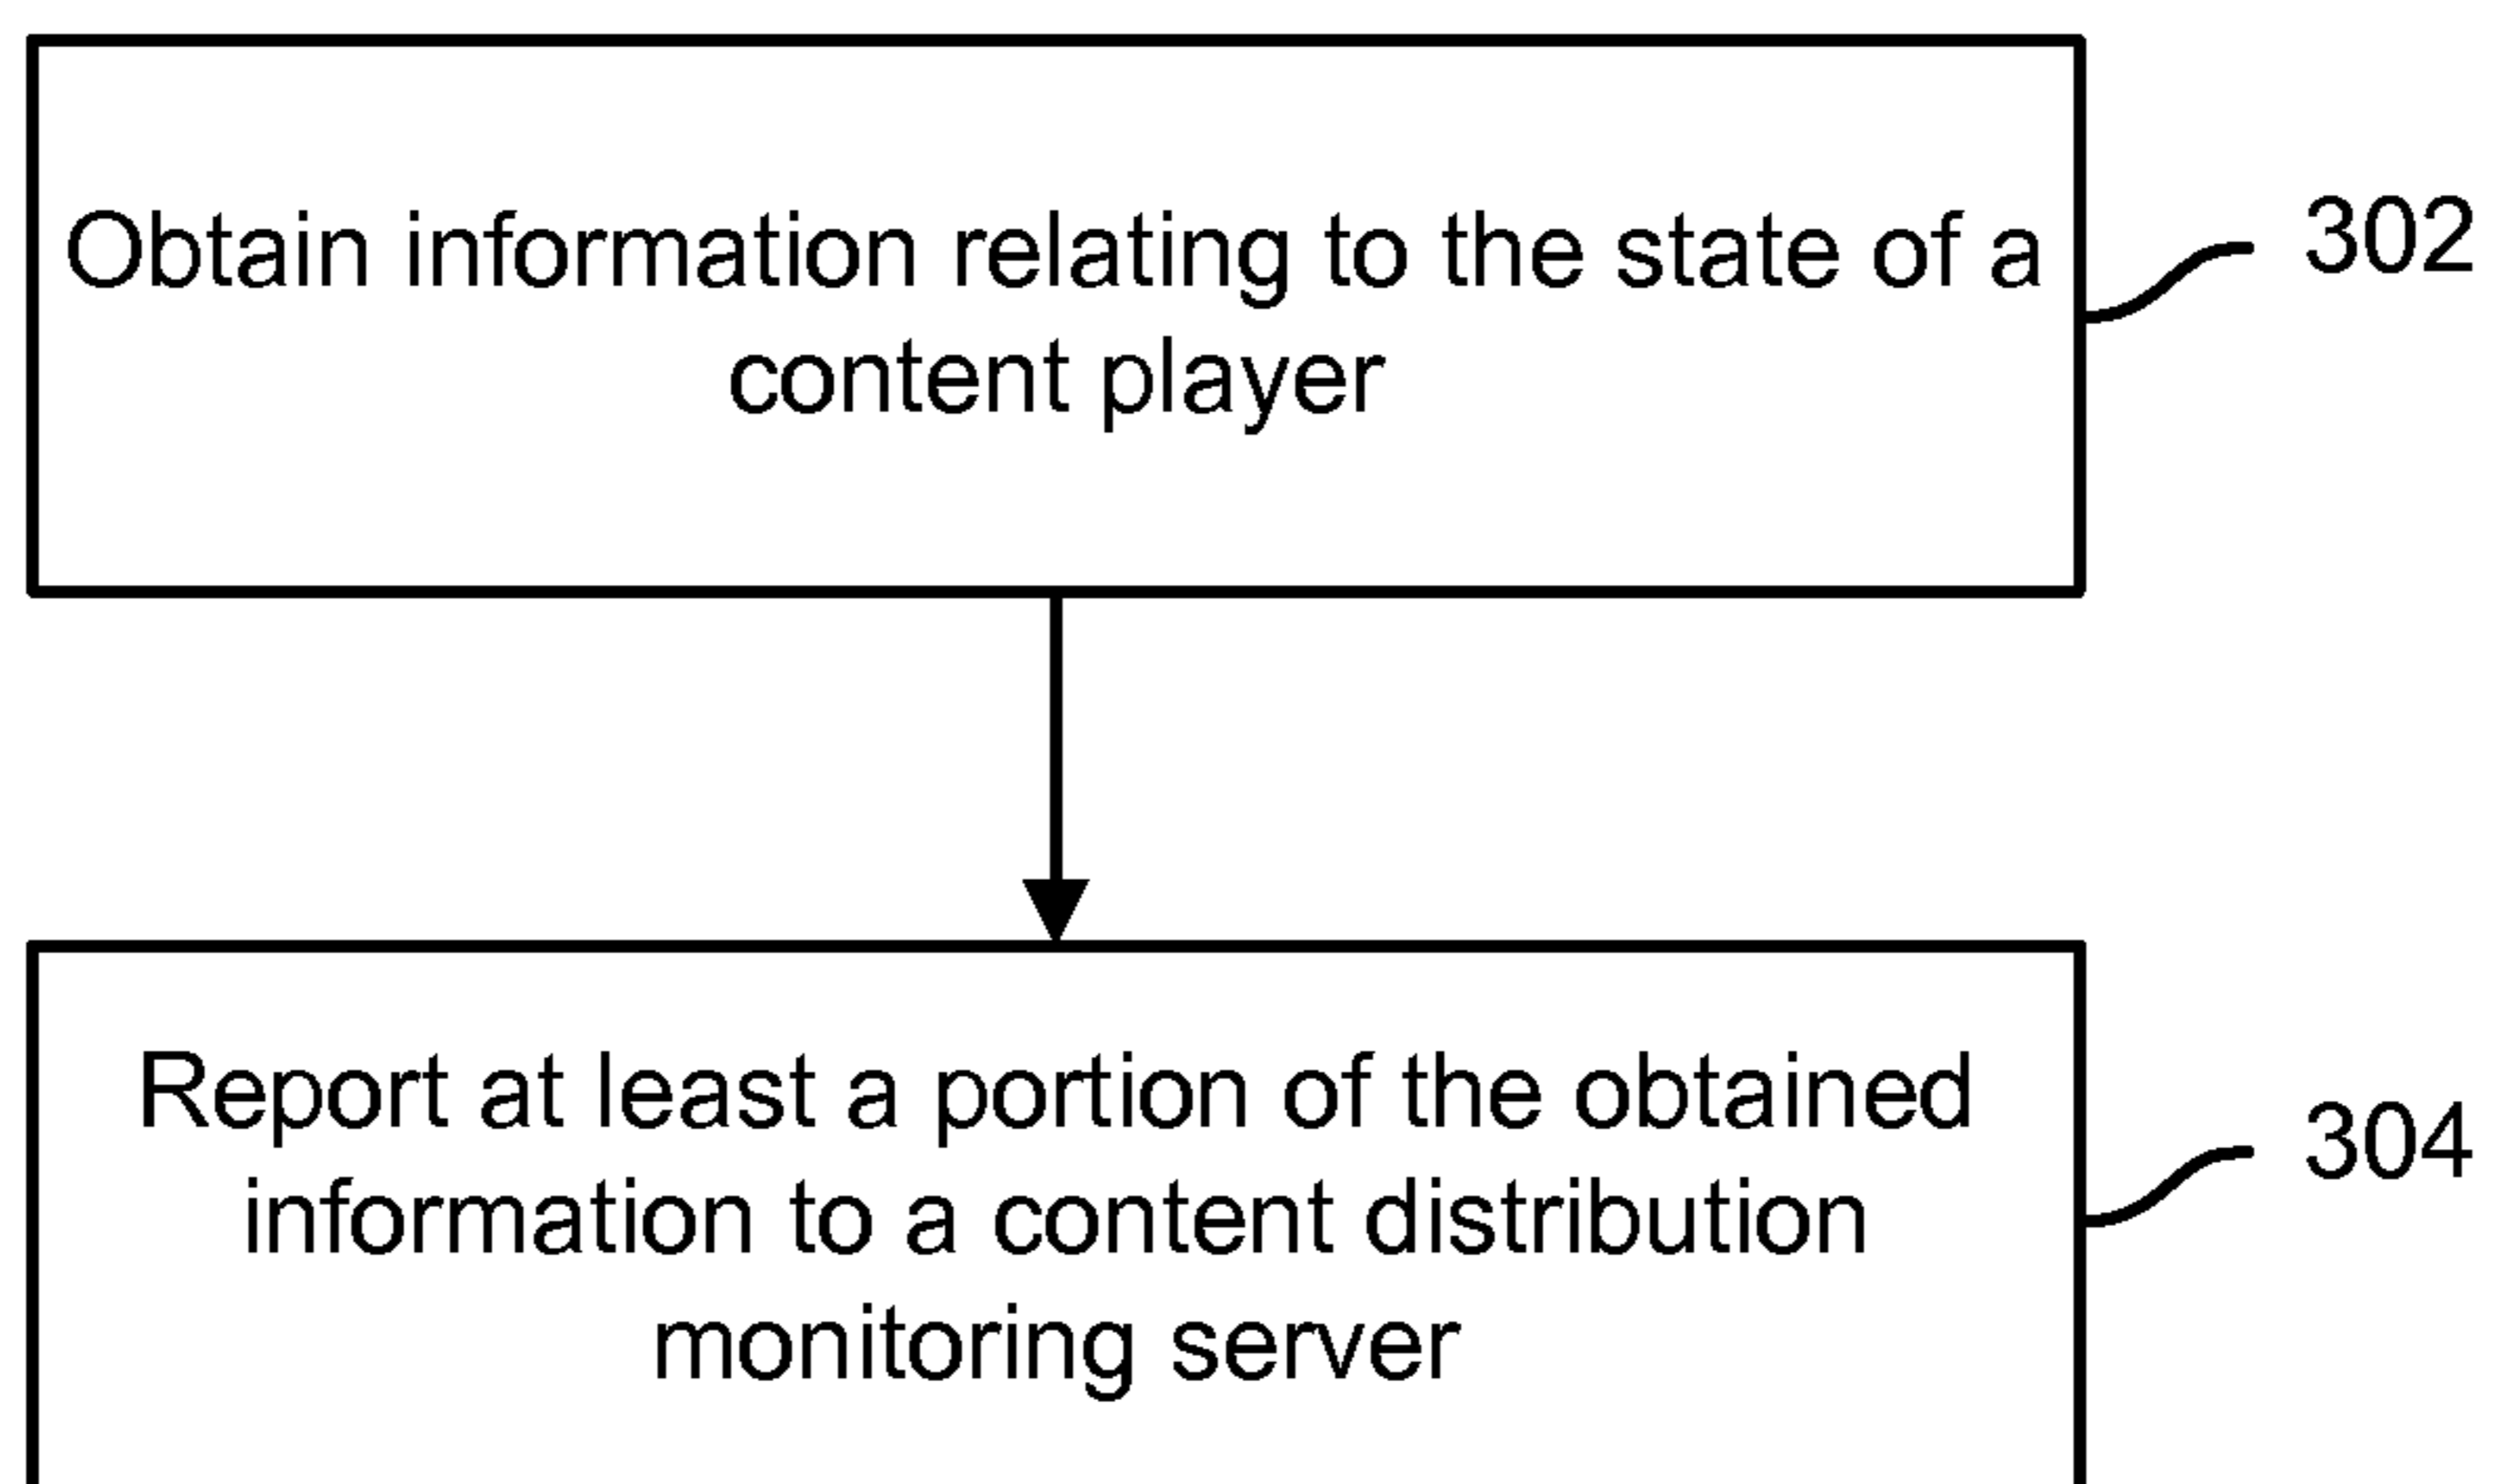 Obtain information relating to the state of a
content player
302
Report at least a portion of the obtained
information to a content distribution
monitoring server
304